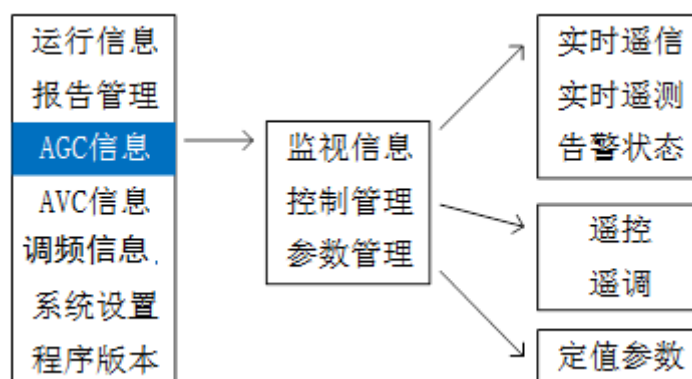 运行信息
报告管理
AGC信息
AVC信息
调频信息.
系统设置
程序版本
监视信息
控制管理
参数管理
实时遥信
实时遥测
告警状态
遥控
遥调
定值参数